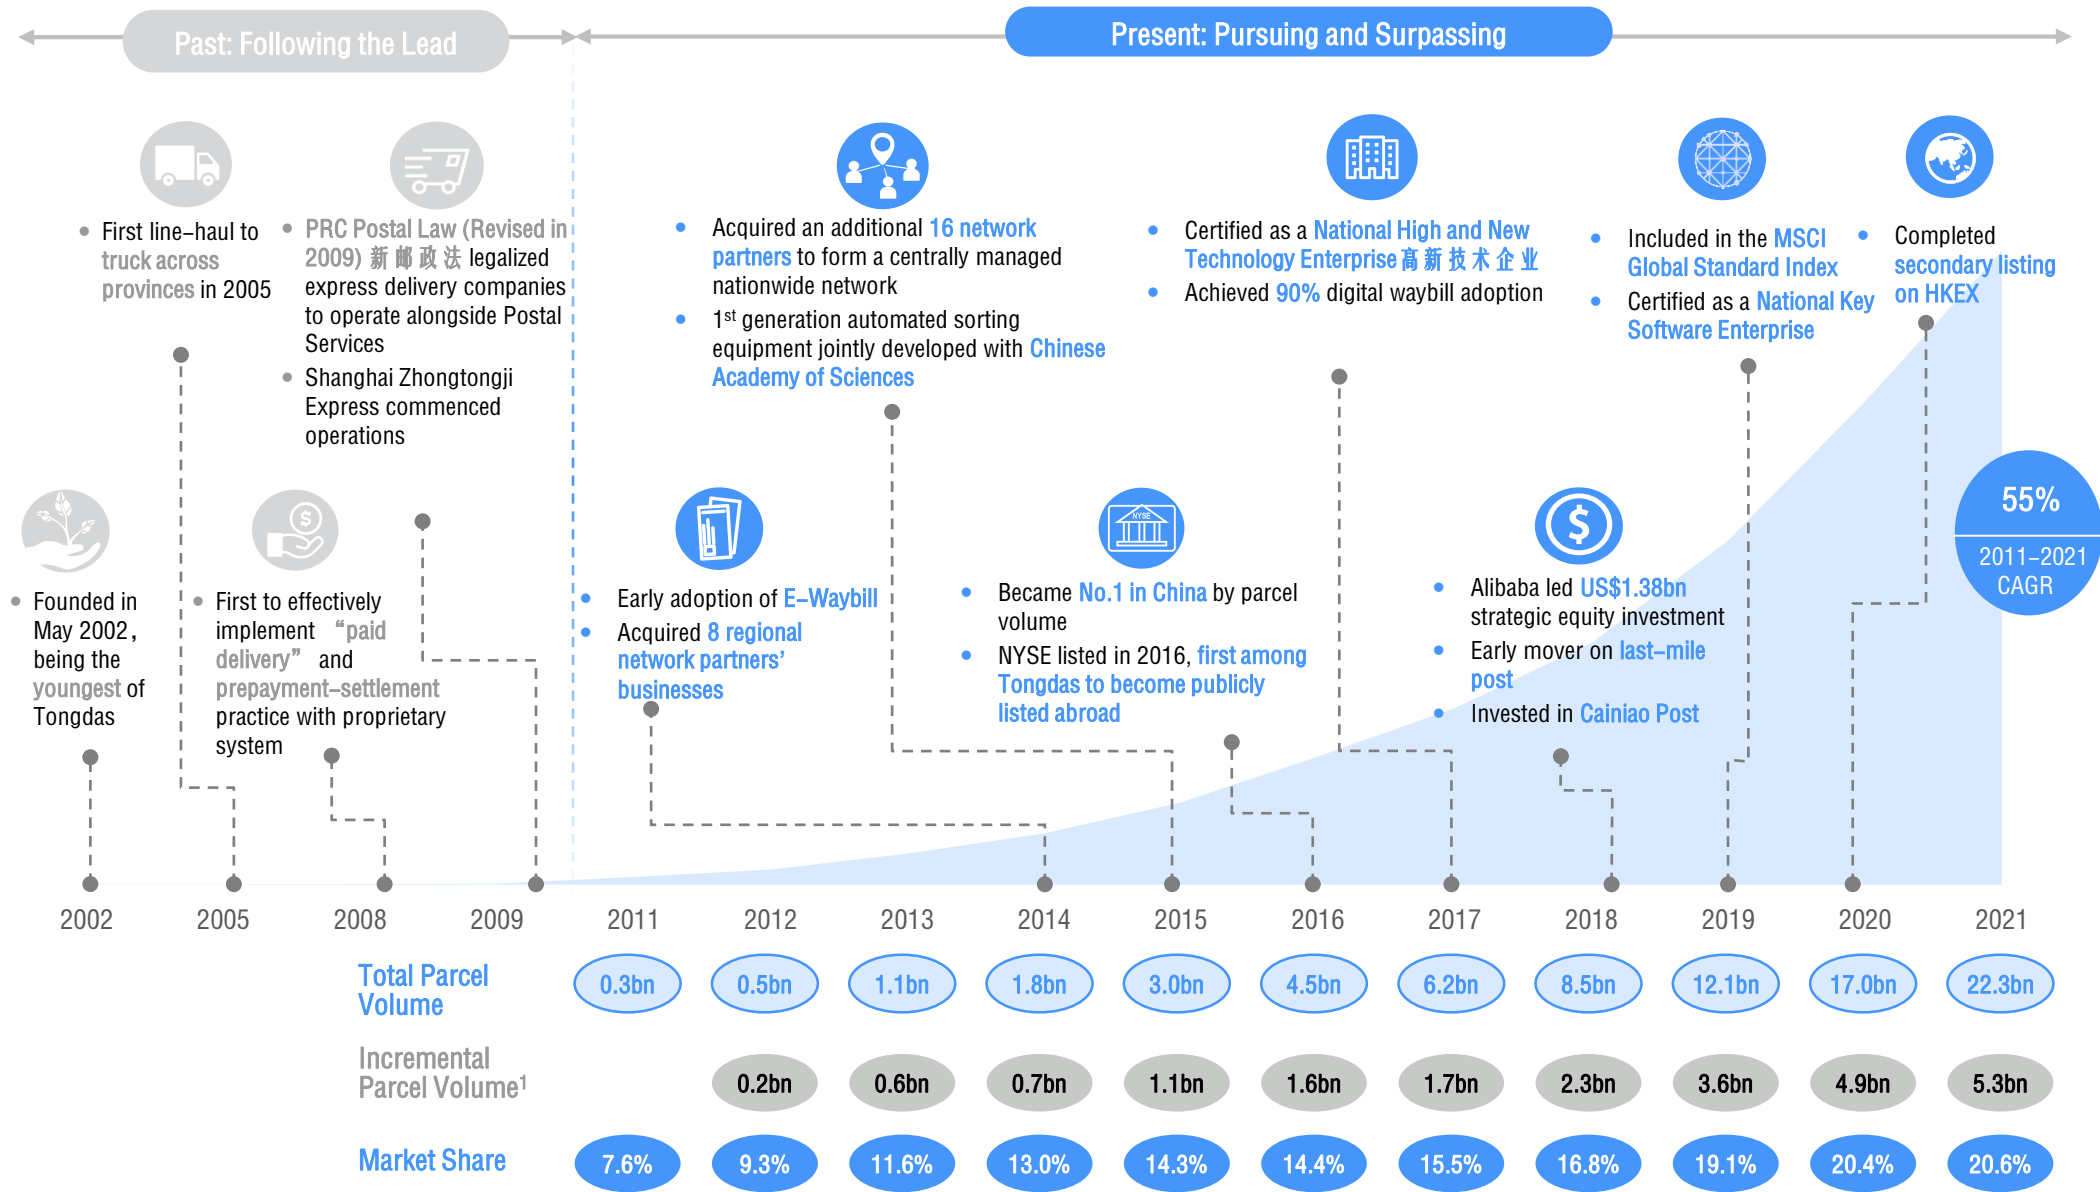 Past: Following the Lead
Present: Pursuing and Surpassing
• First line-haul to
truck across
provinces in 2005
• PRC Postal Law (Revised in
2009) 新邮政法 legalized
express delivery companies
to operate alongside Postal
Services
• Shanghai Zhongtongji
Express commenced
operations
• Acquired an additional 16 network
partners to form a centrally managed
nationwide network
• 1st generation automated sorting
equipment jointly developed with Chinese
Academy of Sciences
• Certified as a National High and New
Technology Enterprise 高新技术企业
• Achieved 90% digital waybill adoption
• Included in the MSCI
Global Standard Index
• Certified as a National Key
Software Enterprise
• Completed
secondary listing
on HKEX
• Founded in
May 2002,
being the
youngest of
Tongdas
• First to effectively
implement “paid
delivery” and
prepayment-settlement
practice with proprietary
system
• Early adoption of E-Waybill
• Acquired 8 regional
network partners’
businesses
NYSE
• Became No.1 in China by parcel
volume
• NYSE listed in 2016, first among
Tongdas to become publicly
listed abroad
• Alibaba led US$1.38bn
strategic equity investment
• Early mover on last-mile
post
• Invested in Cainiao Post
55%
2011-2021
CAGR
2002 2005 2008 2009 2011 2012 2013 2014 2015 2016 2017 2018 2019 2020 2021
Total Parcel
Volume
0.3bn 0.5bn 1.1bn 1.8bn 3.0bn 4.5bn 6.2bn 8.5bn 12.1bn 17.0bn 22.3bn
Incremental
Parcel Volume1
0.2bn 0.6bn 0.7bn 1.1bn 1.6bn 1.7bn 2.3bn 3.6bn 4.9bn 5.3bn
Market Share
7.6% 9.3% 11.6% 13.0% 14.3% 14.4% 15.5% 16.8% 19.1% 20.4% 20.6%